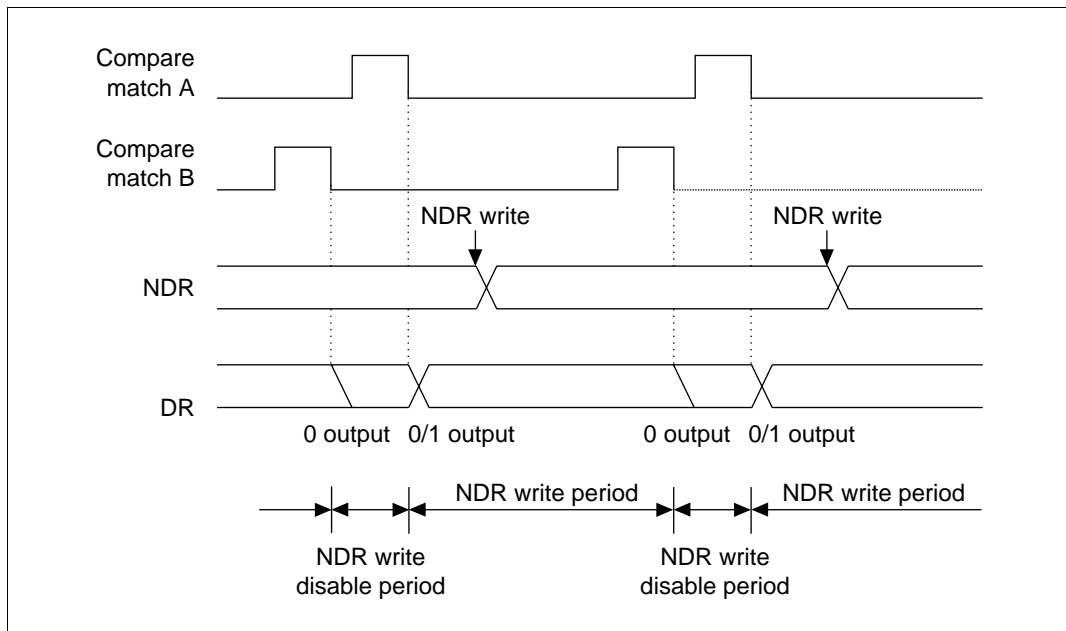 Compare
match A
Compare
match B
NDR write
NDR write
NDR
DR
0 output
0/1 output
0 output
0/1 output
NDR write period
NDR write period
NDR write
disable period
NDR write
disable period